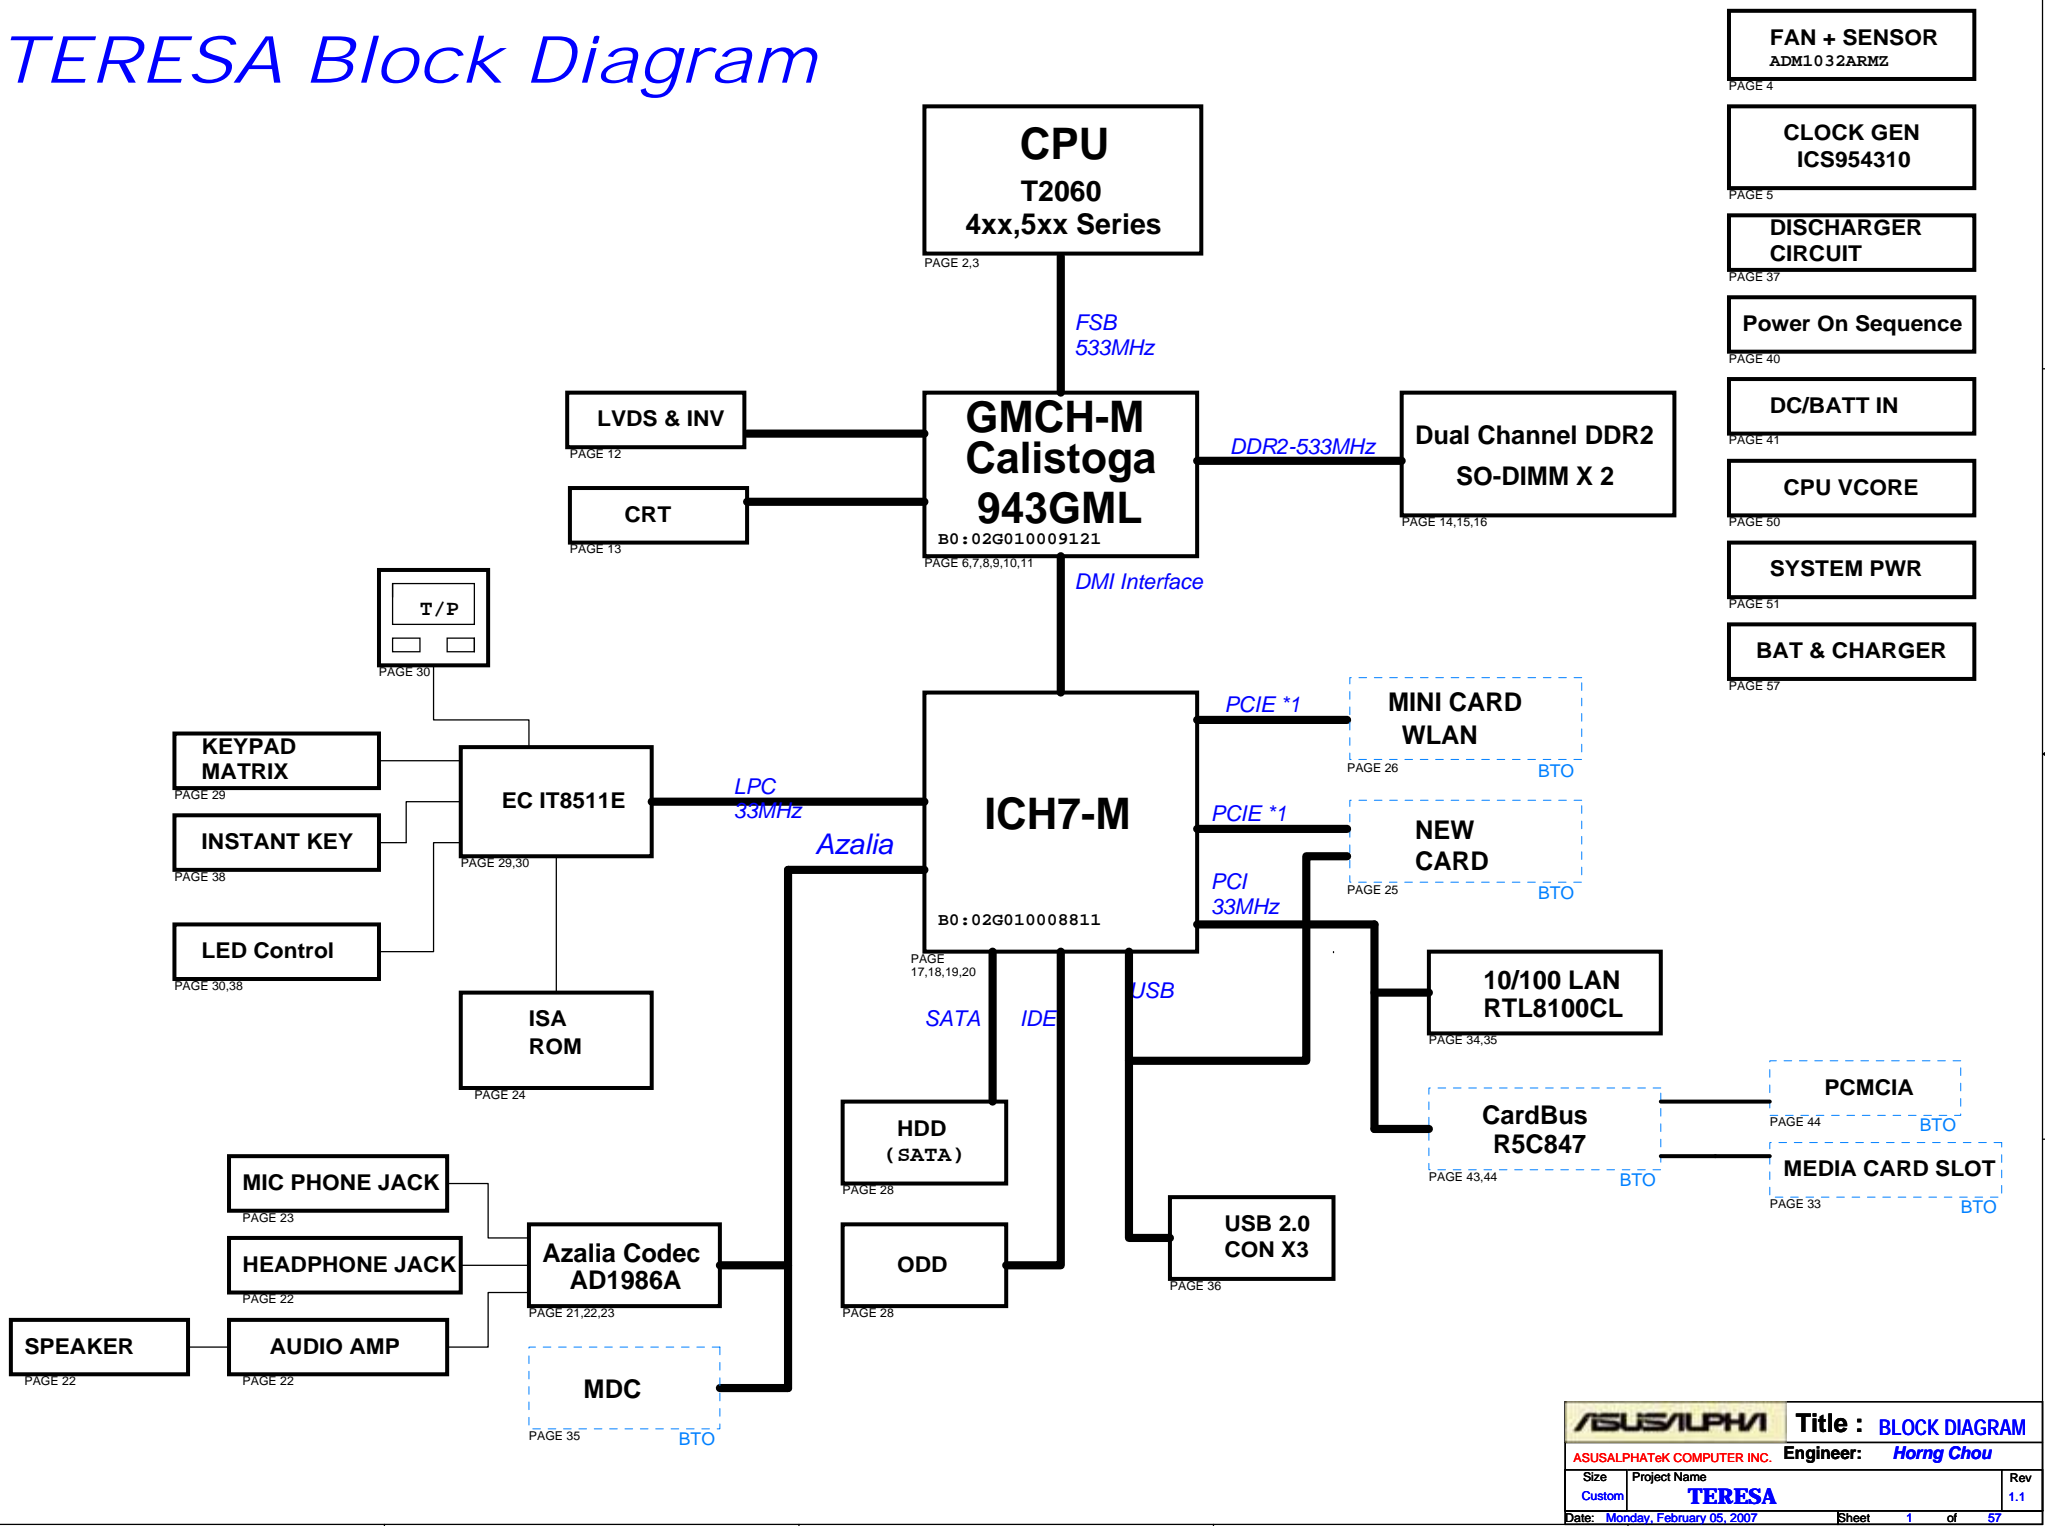 TERESA Block Diagram
FAN + SENSOR
ADM1032ARMZ
PAGE 4
CLOCK GEN
ICS954310
PAGE 5
DISCHARGER
CIRCUIT
PAGE 37
Power On Sequence
PAGE 40
DC/BATT IN
PAGE 41
CPU VCORE
PAGE 50
SYSTEM PWR
PAGE 51
BAT & CHARGER
PAGE 57
CPU
T2060
4xx,5xx Series
PAGE 2,3
FSB
533MHz
LVDS & INV
PAGE 12
CRT
PAGE 13
GMCH-M
Calistoga
943GML
B0:02G010009121
PAGE 6,7,8,9,10,11
DDR2-533MHz
Dual Channel DDR2
SO-DIMM X 2
PAGE 14,15,16
DMI Interface
T/P
PAGE 30
KEYPAD
MATRIX
PAGE 29
INSTANT KEY
PAGE 38
LED Control
PAGE 30,38
EC IT8511E
PAGE 29,30
ISA
ROM
PAGE 24
LPC
33MHz
Azalia
ICH7-M
B0:02G010008811
PAGE
17,18,19,20
PCIE *1
MINI CARD
WLAN
PAGE 26
BTO
PCIE *1
NEW
CARD
PAGE 25
BTO
PCI
33MHz
10/100 LAN
RTL8100CL
PAGE 34,35
SATA
IDE
USB
CardBus
R5C847
PAGE 43,44
BTO
PCMCIA
PAGE 44
BTO
MEDIA CARD SLOT
PAGE 33
BTO
HDD
(SATA)
PAGE 28
ODD
PAGE 28
USB 2.0
CON X3
PAGE 36
MIC PHONE JACK
PAGE 23
HEADPHONE JACK
PAGE 22
SPEAKER
PAGE 22
AUDIO AMP
PAGE 22
Azalia Codec
AD1986A
PAGE 21,22,23
MDC
PAGE 35
BTO
ASUSALPHA
Title : BLOCK DIAGRAM
ASUSALPHATeK COMPUTER INC.
Engineer: Horng Chou
Size
Project Name
Rev
Custom
TERESA
1.1
Date: Monday, February 05, 2007
Sheet 1 of 57